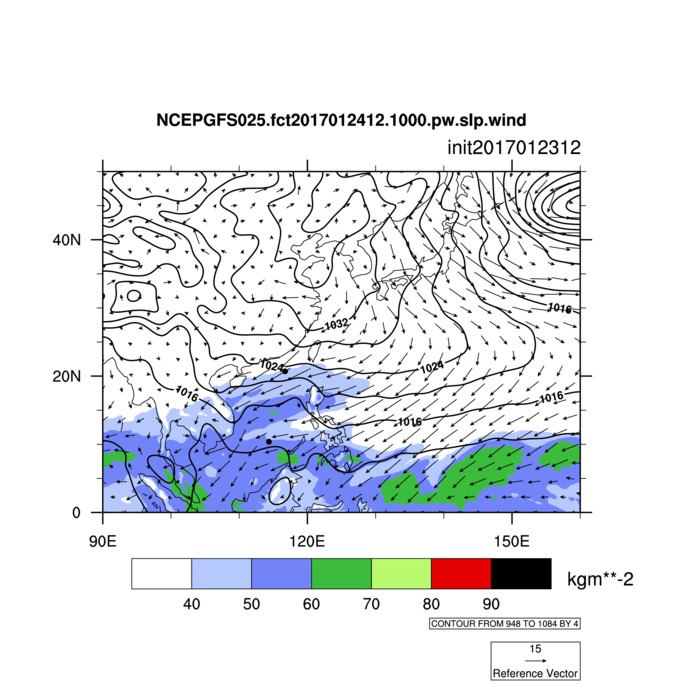 NCEPGFS025.fct2017012412.1000.pw.slp.wind
init2017012312
40N
1016
1032
1024
1024
20N
1016
1016
1016
0
90E 120E 150E
kgm**-2
40 50 60 70 80 90
CONTOUR FROM 948 TO 1084 BY 4
15
Reference Vector